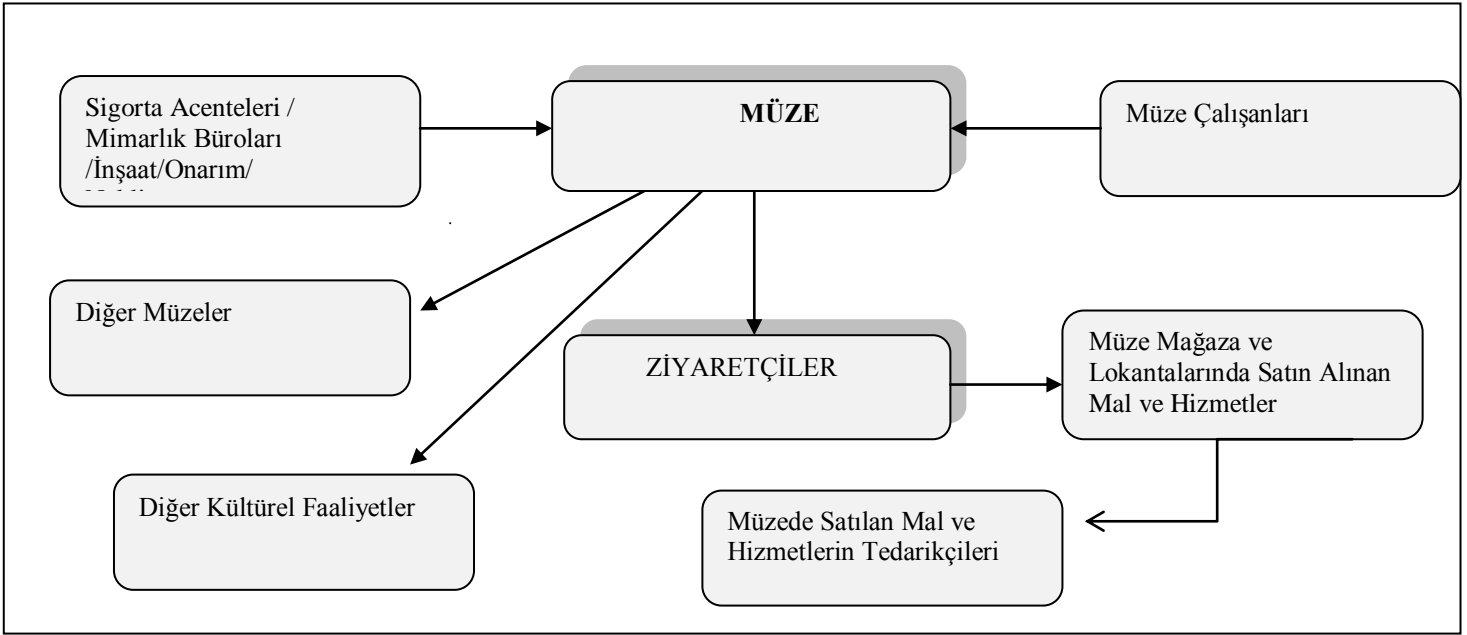 Sigorta Acenteleri /
Mimarlık Büroları
/İnşaat/Onarım/
MÜZE
Müze Çalışanları
Diğer Müzeler
ZİYARETÇİLER
Müze Mağaza ve
Lokantalarında Satın Alınan
Mal ve Hizmetler
Diğer Kültürel Faaliyetler
Müzede Satılan Mal ve
Hizmetlerin Tedarikçileri